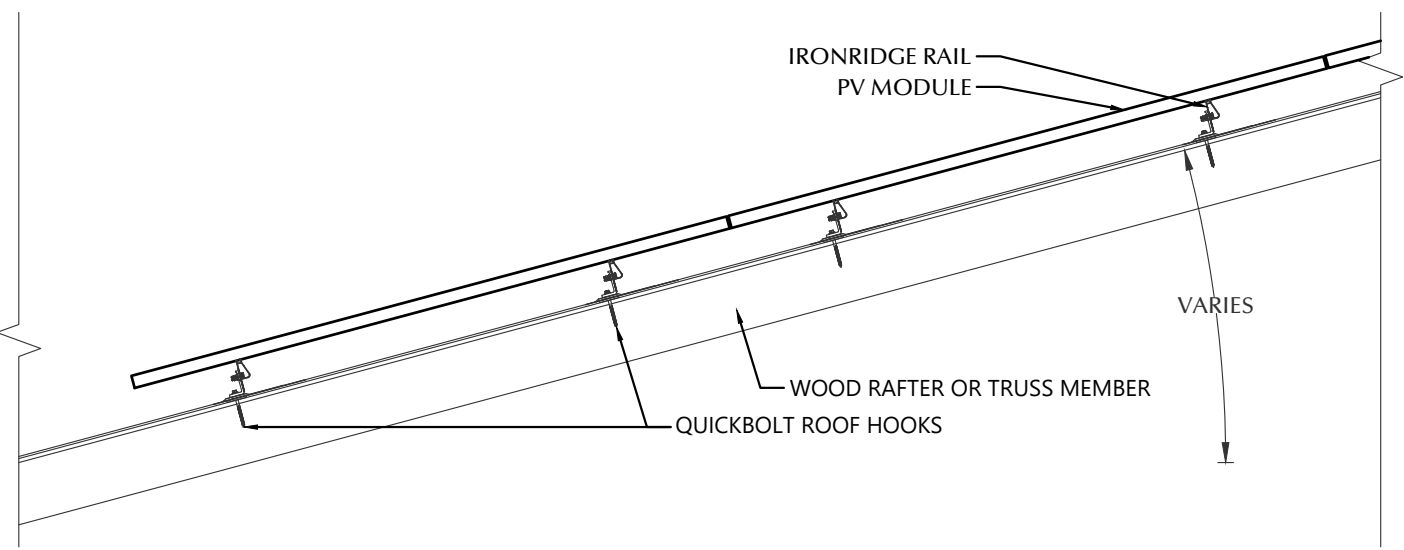 IRONRIDGE RAIL
PV MODULE
VARIES
WOOD RAFTER OR TRUSS MEMBER
QUICKBOLT ROOF HOOKS